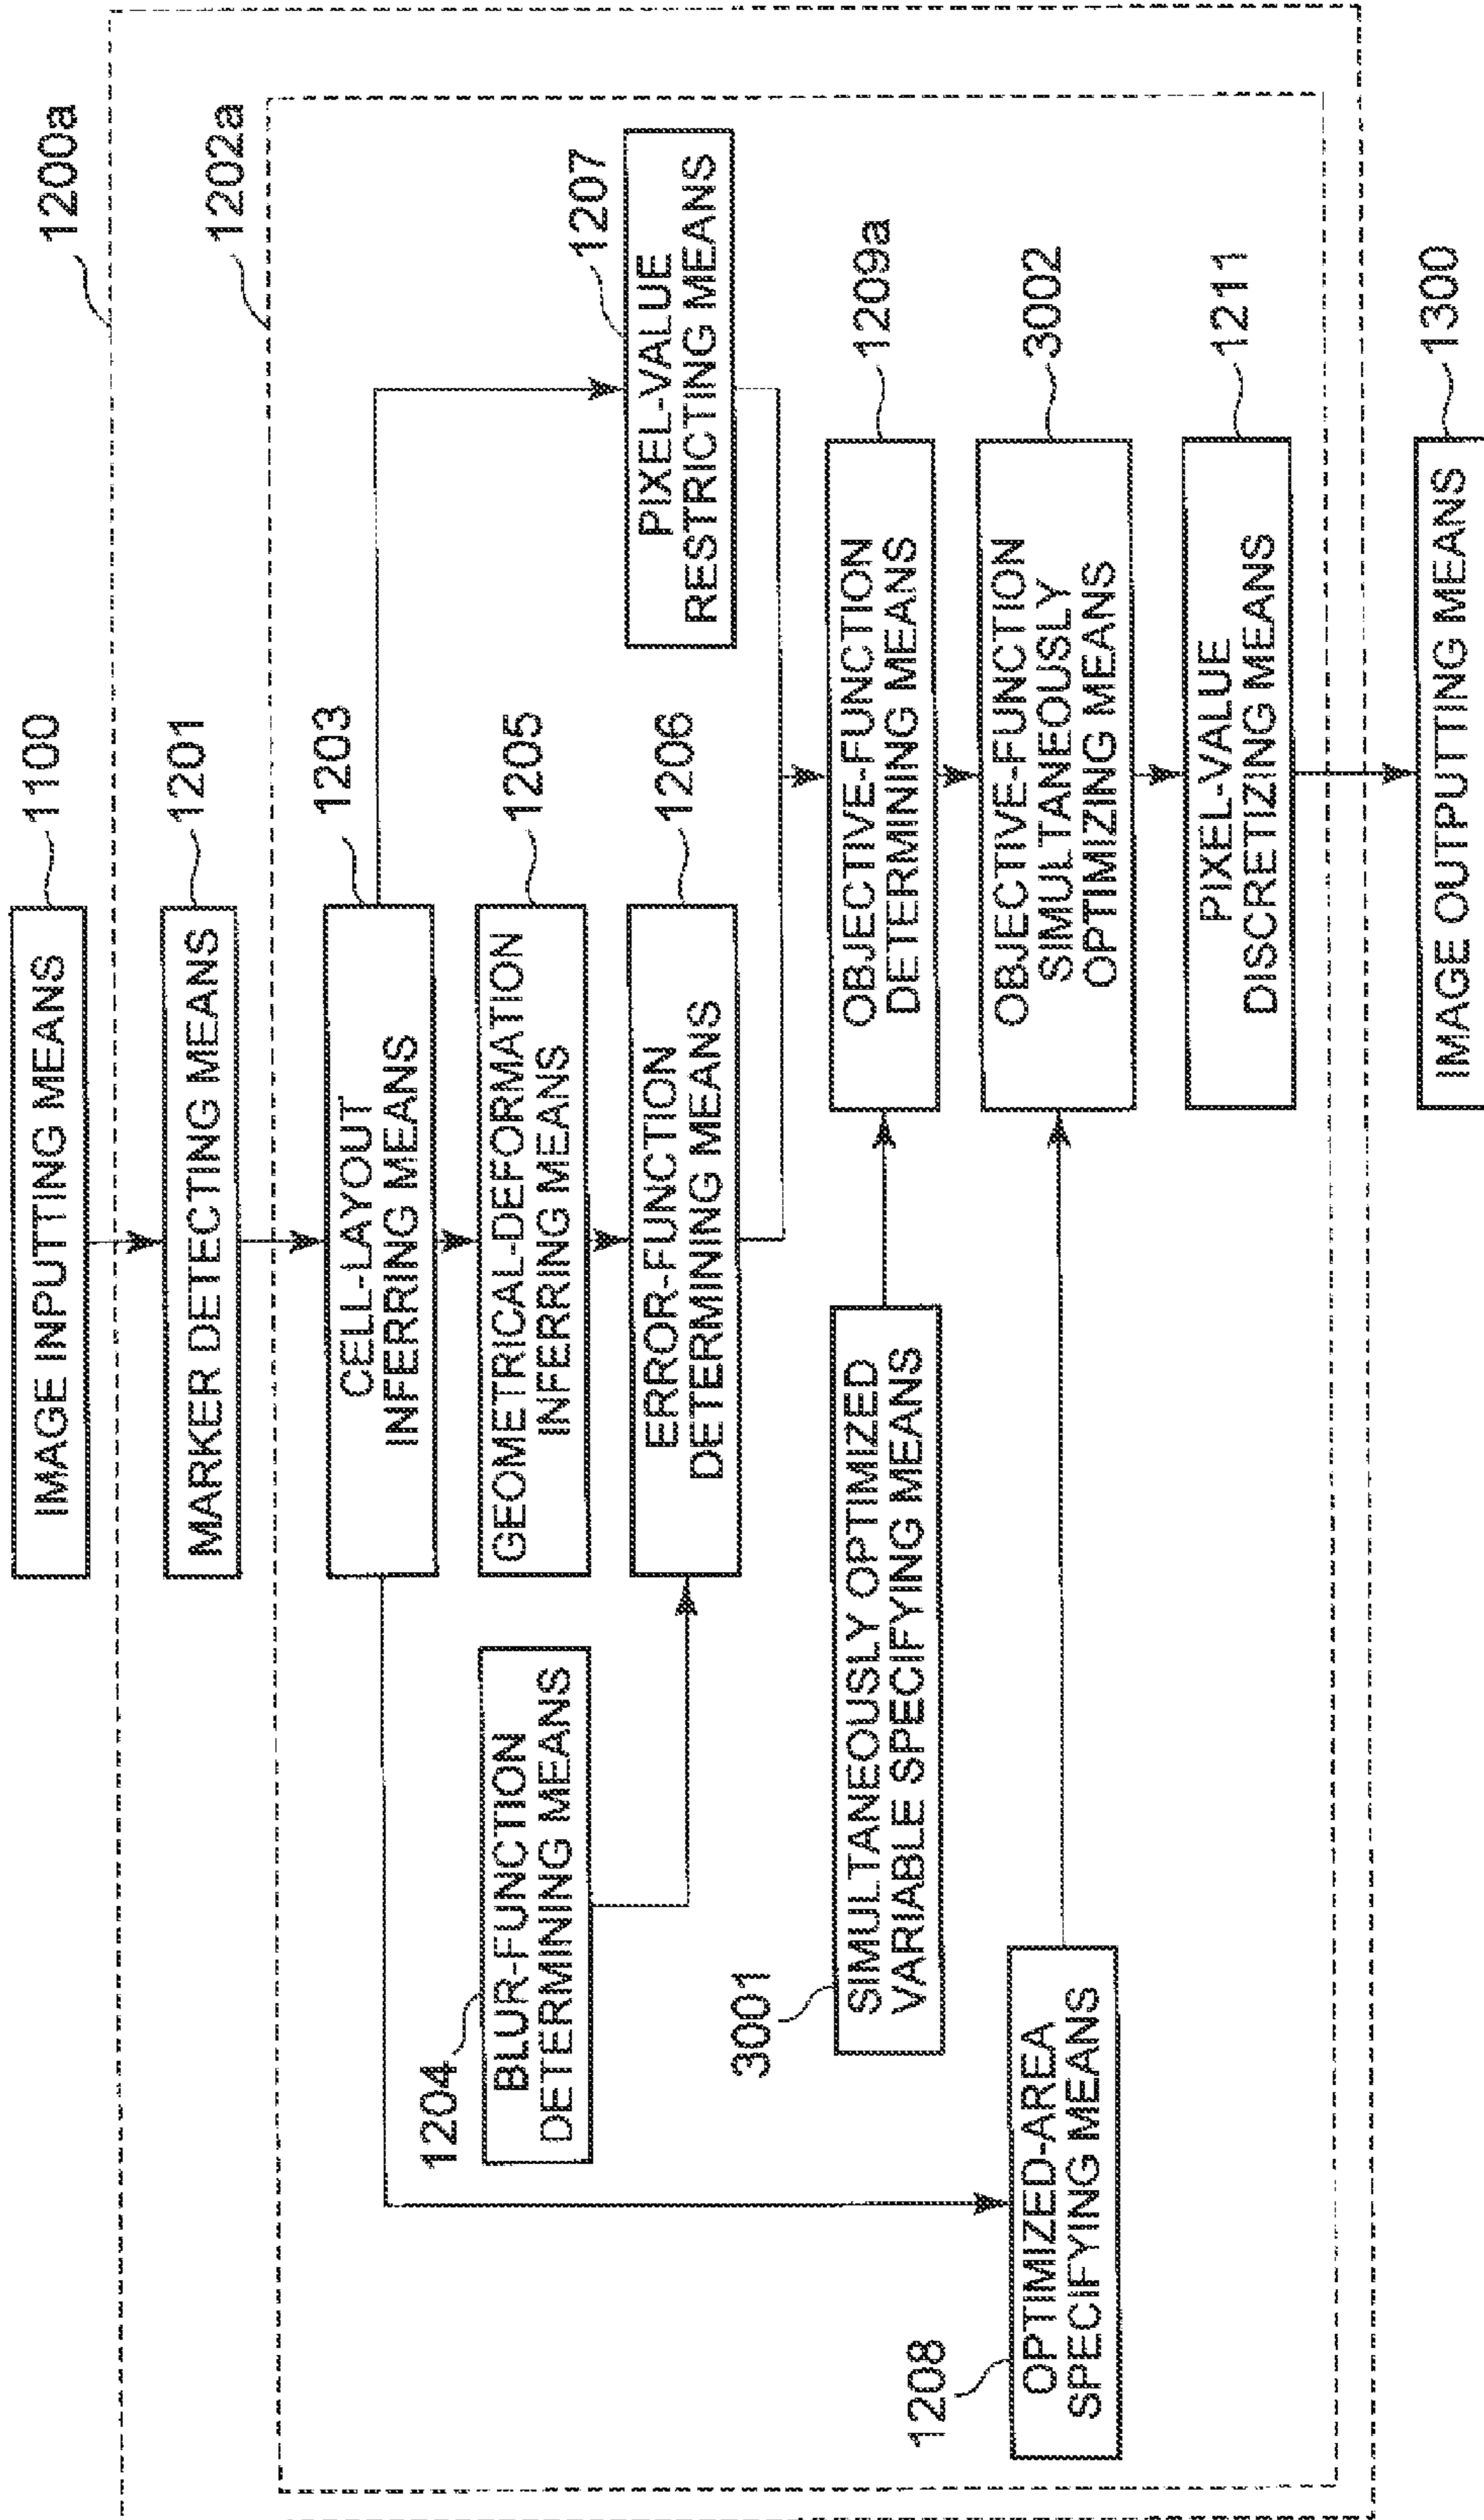 1100
IMAGE INPUTTING MEANS
1200a
1201
MARKER DETECTING MEANS
1202a
1203
CELL-LAYOUT
INFERRING MEANS
1204
BLUR-FUNCTION
DETERMINING MEANS
1205
GEOMETRICAL-DEFORMATION
INFERRING MEANS
1206
ERROR-FUNCTION
DETERMINING MEANS
1207
PIXEL-VALUE
RESTRICTING MEANS
3001
SIMULTANEOUSLY OPTIMIZED
VARIABLE SPECIFYING MEANS
1209a
OBJECTIVE-FUNCTION
DETERMINING MEANS
1208
OPTIMIZED-AREA
SPECIFYING MEANS
3002
OBJECTIVE-FUNCTION
SIMULTANEOUSLY
OPTIMIZING MEANS
1211
PIXEL-VALUE
DISCRETIZING MEANS
1300
IMAGE OUTPUTTING MEANS